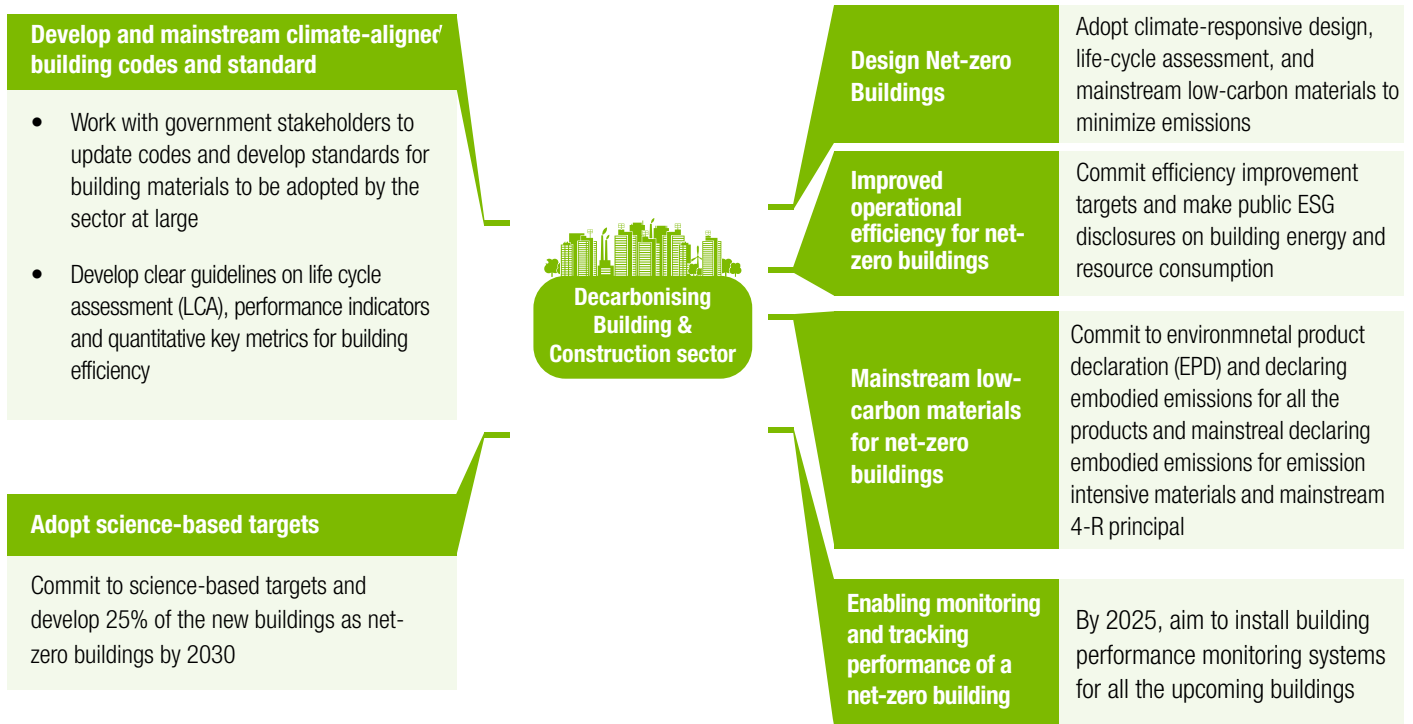 Develop and mainstream climate-aligned
building codes and standard
• Work with government stakeholders to
update codes and develop standards for
building materials to be adopted by the
sector at large
• Develop clear guidelines on life cycle
assessment (LCA), performance indicators
and quantitative key metrics for building
efficiency
Adopt science-based targets
Commit to science-based targets and
develop 25% of the new buildings as net-
zero buildings by 2030
Decarbonising
Building &
Construction sector
Design Net-zero
Buildings
Adopt climate-responsive design,
life-cycle assessment, and
mainstream low-carbon materials to
minimize emissions
Improved
operational
efficiency for net-
zero buildings
Commit efficiency improvement
targets and make public ESG
disclosures on building energy and
resource consumption
Mainstream low-
carbon materials
for net-zero
buildings
Commit to environmnetal product
declaration (EPD) and declaring
embodied emissions for all the
products and mainstreal declaring
embodied emissions for emission
intensive materials and mainstream
4-R principal
Enabling monitoring
and tracking
performance of a
net-zero building
By 2025, aim to install building
performance monitoring systems
for all the upcoming buildings